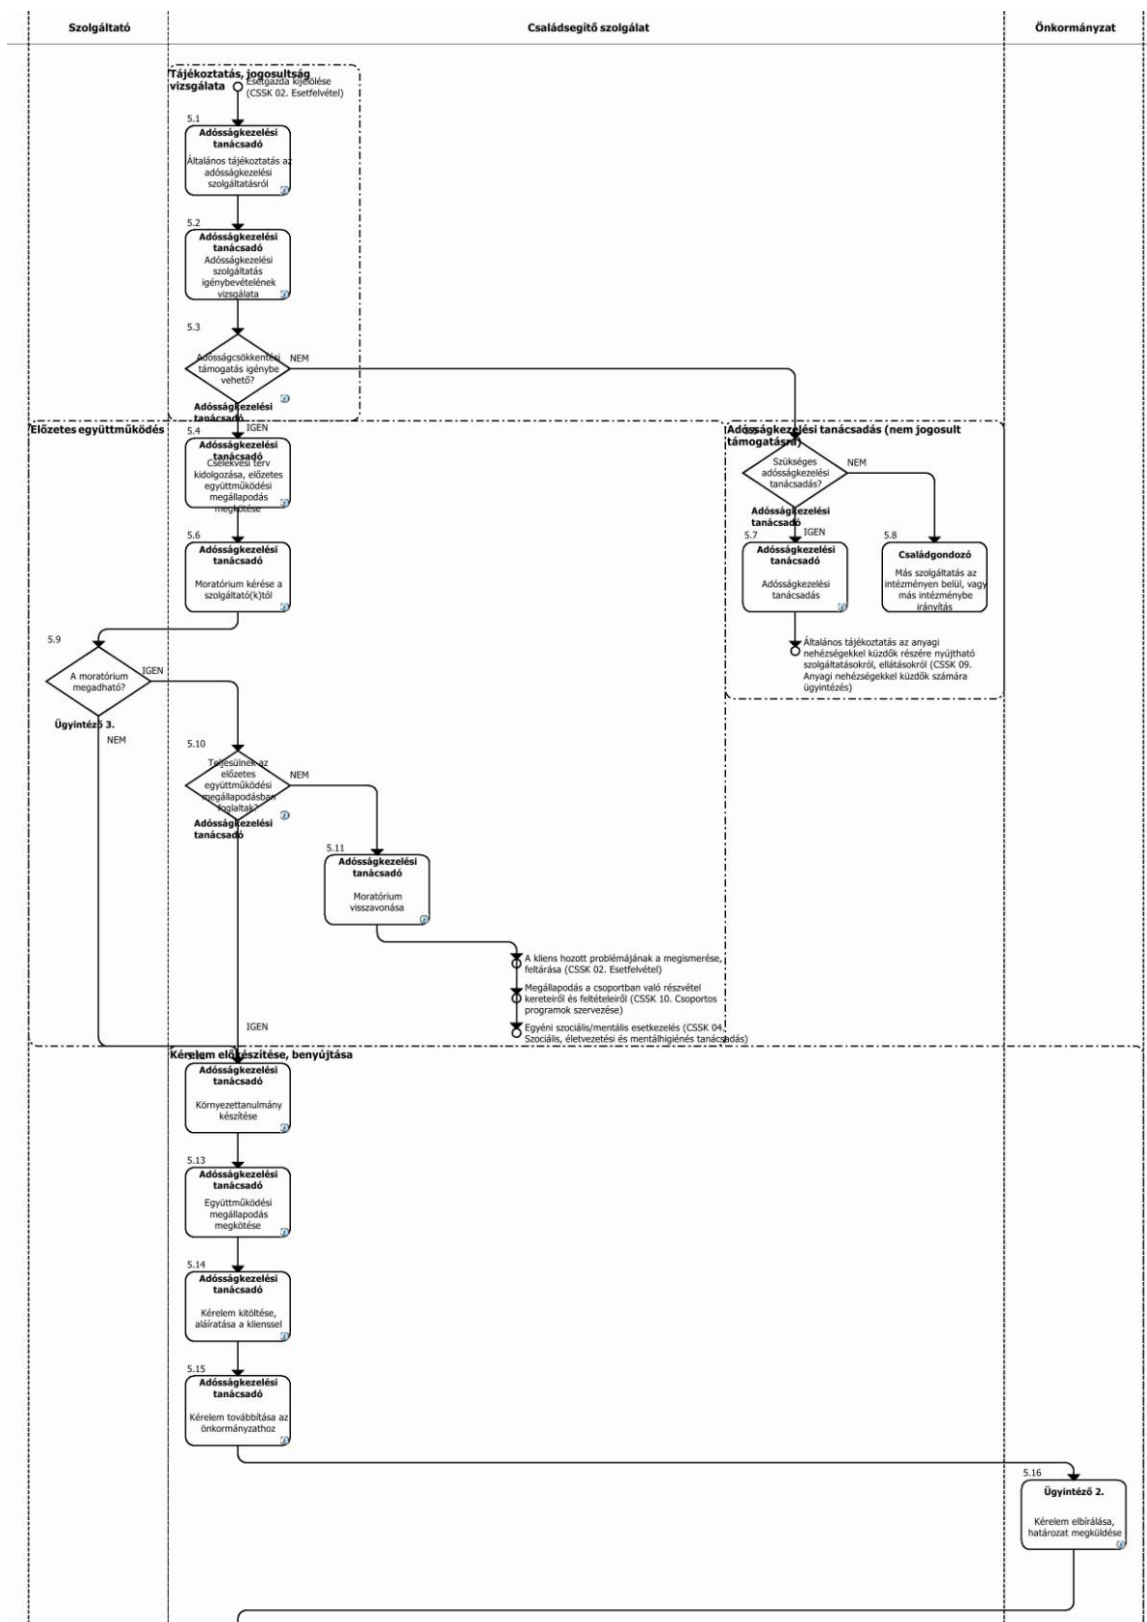 Szolgáltató
Családsegítő szolgálat
Önkormányzat
Tájékoztatás, jogosultság
vizsgálata
Esetgazda kijelölése
(CSSK 02. Esetfelvétel)
5.1
Adósságkezelési
tanácsadó
Általános tájékoztatás az
adósságkezelési
szolgáltatásról
5.2
Adósságkezelési
tanácsadó
Adósságkezelési
szolgáltatás
igénybevételének
vizsgálata
5.3
Adósságcsökkentési
támogatás igénybe
vehető?
NEM
Adósságkezelési
tanácsadó
IGEN
Előzetes együttműködés
5.4
Adósságkezelési
tanácsadó
Cselekvési terv
kidolgozása, előzetes
együttműködési
megállapodás
megkötése
Adósságkezelési tanácsadás (nem jogosult
támogatásra)
Szükséges
adósságkezelési
tanácsadás?
NEM
Adósságkezelési
tanácsadó
IGEN
5.6
Adósságkezelési
tanácsadó
Moratórium kérése a
szolgáltató(k)tól
5.7
Adósságkezelési
tanácsadó
Adósságkezelési
tanácsadás
5.8
Családgondozó
Más szolgáltatás az
intézményen belül, vagy
más intézménybe
irányítás
Általános tájékoztatás az anyagi
nehézségekkel küzdők részére nyújtható
szolgáltatásokról, ellátásokról (CSSK 09.
Anyagi nehézségekkel küzdők számára
ügyintézés)
5.9
A moratórium
megadható?
IGEN
Ügyintéző 3.
NEM
5.10
Teljesülnek az
előzetes
együttműködési
megállapodásban
foglaltak?
NEM
Adósságkezelési
tanácsadó
5.11
Adósságkezelési
tanácsadó
Moratórium
visszavonása
A kliens hozott problémájának a megismerése,
feltárása (CSSK 02. Esetfelvétel)
Megállapodás a csoportban való részvétel
kereteiről és feltételeiről (CSSK 10. Csoportos
programok szervezése)
Egyéni szociális/mentális esetkezelés (CSSK 04.
Szociális, életvezetési és mentálhigiénés tanácsadás)
IGEN
Kérelem előkészítése, benyújtása
Adósságkezelési
tanácsadó
Környezettanulmány
készítése
5.13
Adósságkezelési
tanácsadó
Együttműködési
megállapodás
megkötése
5.14
Adósságkezelési
tanácsadó
Kérelem kitöltése,
aláíratása a klienssel
5.15
Adósságkezelési
tanácsadó
Kérelem továbbítása az
önkormányzathoz
5.16
Ügyintéző 2.
Kérelem elbírálása,
határozat megküldése